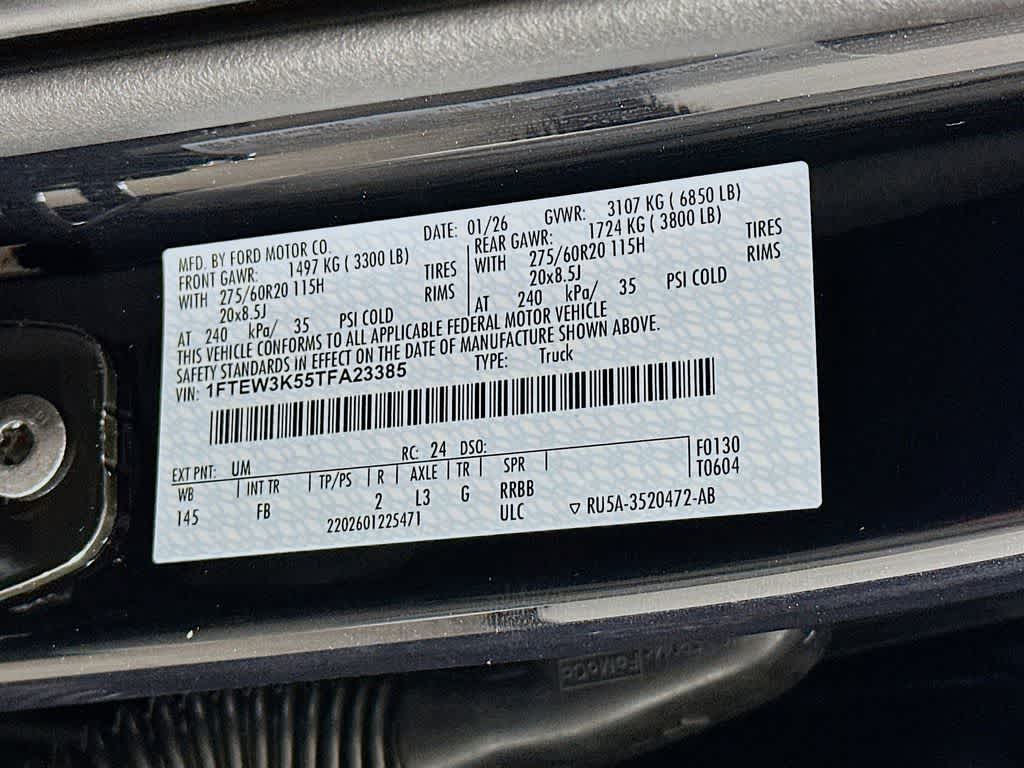 MFD. BY FORD MOTOR CO. DATE: 01/26 GVWR: 3107 KG ( 6850 LB)
FRONT GAWR: 1497 KG ( 3300 LB) REAR GAWR: 1724 KG ( 3800 LB)
WITH 275/60R20 115H TIRES WITH 275/60R20 115H TIRES
20x8.5J RIMS 20x8.5J RIMS
AT 240 kPa/ 35 PSI COLD AT 240 kPa/ 35 PSI COLD
THIS VEHICLE CONFORMS TO ALL APPLICABLE FEDERAL MOTOR VEHICLE
SAFETY STANDARDS IN EFFECT ON THE DATE OF MANUFACTURE SHOWN ABOVE.
VIN: 1FTEW3K55TFA23385 TYPE: Truck
EXT PNT: UM RC: 24 DSO: F0130
WB INT TR TP/PS R AXLE TR SPR T0604
145 FB 2 L3 G RRBB
2202601225471 ULC ▽ RU5A-3520472-AB